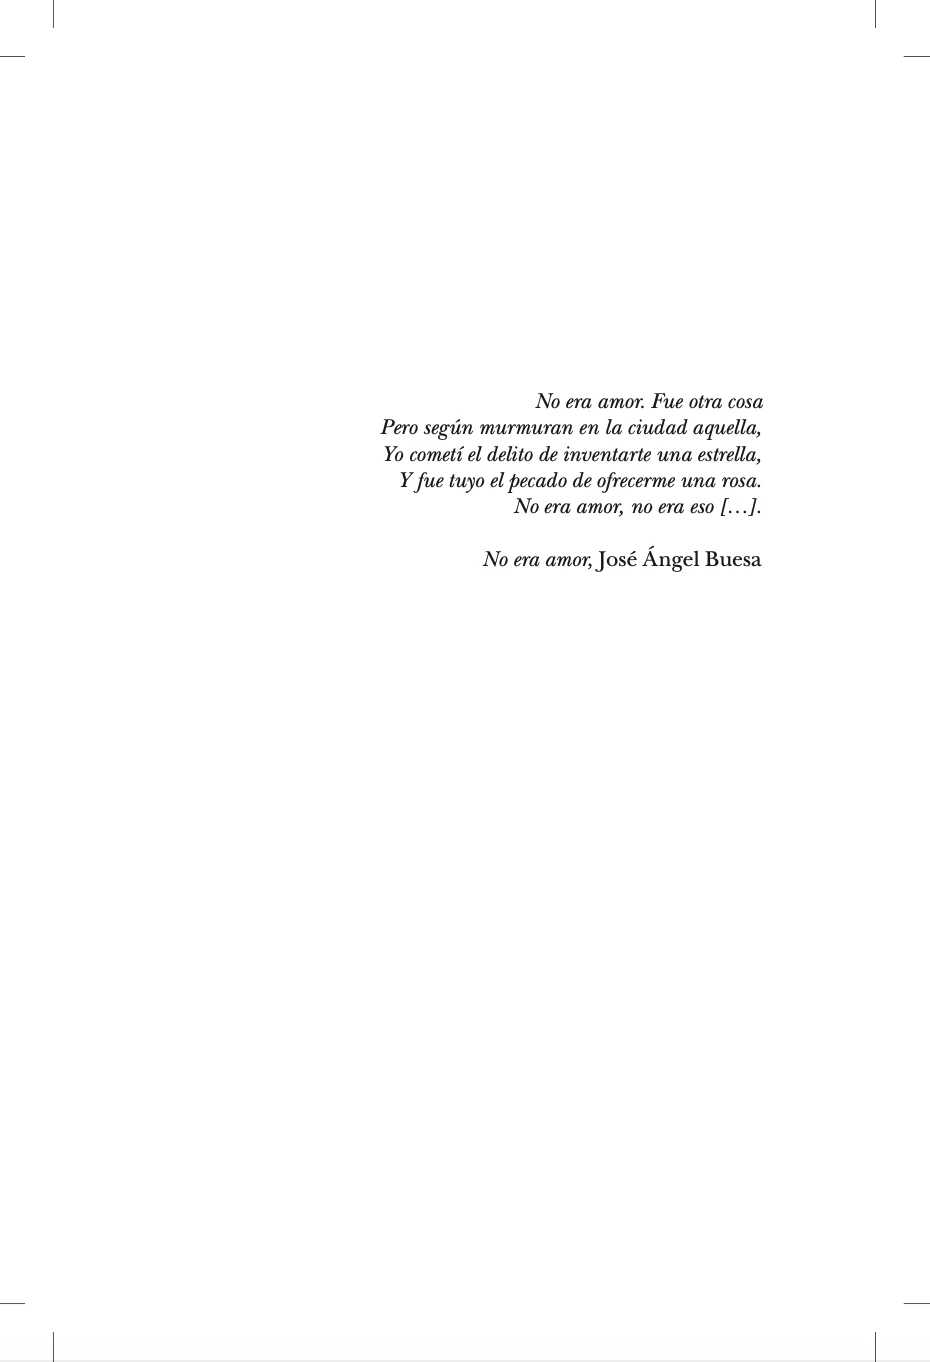 No era amor. Fue otra cosa
Pero según murmuran en la ciudad aquella,
Yo cometí el delito de inventarte una estrella,
Y fue tuyo el pecado de ofrecerme una rosa.
No era amor, no era eso […].
No era amor, José Ángel Buesa